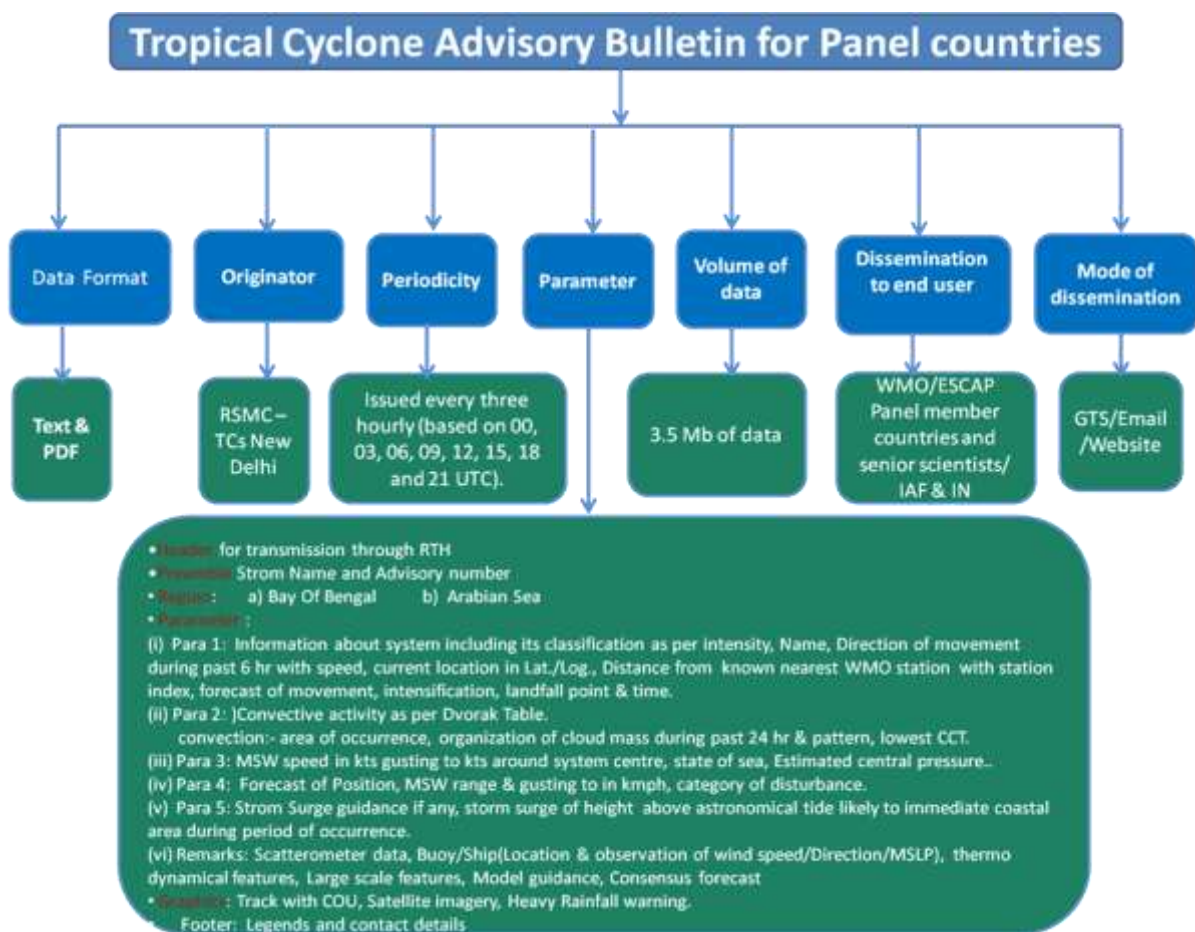 Tropical Cyclone Advisory Bulletin for Panel countries
Data Format
Originator
Periodicity
Parameter
Volume of
data
Dissemination
to end user
Mode of
dissemination
Text &
PDF
RSMC –
TCs New
Delhi
Issued every three
hourly (based on 00,
03, 06, 09, 12, 15, 18
and 21 UTC).
3.5 Mb of data
WMO/ESCAP
Panel member
countries and
senior scientists/
IAF & IN
GTS/Email
/Website
•Header for transmission through RTH
•Preamble Strom Name and Advisory number
•Region: a) Bay Of Bengal b) Arabian Sea
•Parameter :
(i) Para 1: Information about system including its classification as per intensity, Name, Direction of movement
during past 6 hr with speed, current location in Lat./Log., Distance from known nearest WMO station with station
index, forecast of movement, intensification, landfall point & time.
(ii) Para 2: )Convective activity as per Dvorak Table.
convection:- area of occurrence, organization of cloud mass during past 24 hr & pattern, lowest CCT.
(iii) Para 3: MSW speed in kts gusting to kts around system centre, state of sea, Estimated central pressure..
(iv) Para 4: Forecast of Position, MSW range & gusting to in kmph, category of disturbance.
(v) Para 5: Strom Surge guidance if any, storm surge of height above astronomical tide likely to immediate coastal
area during period of occurrence.
(vi) Remarks: Scatterometer data, Buoy/Ship(Location & observation of wind speed/Direction/MSLP), thermo
dynamical features, Large scale features, Model guidance, Consensus forecast
•Graphics: Track with COU, Satellite imagery, Heavy Rainfall warning.
• Footer: Legends and contact details